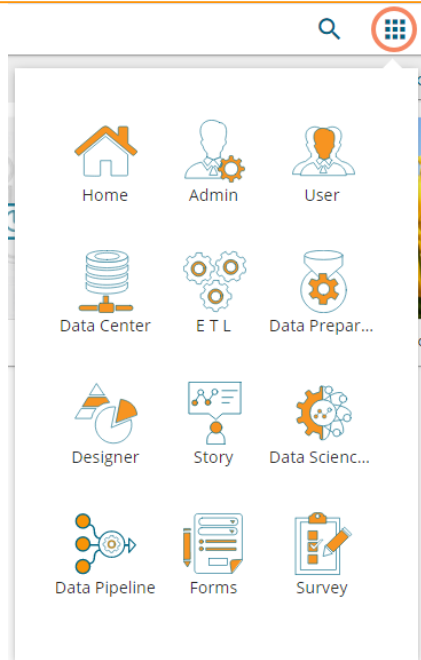 Home
Admin
User
Data Center
E T L
Data Prepar...
Designer
Story
Data Scienc...
Data Pipeline
Forms
Survey